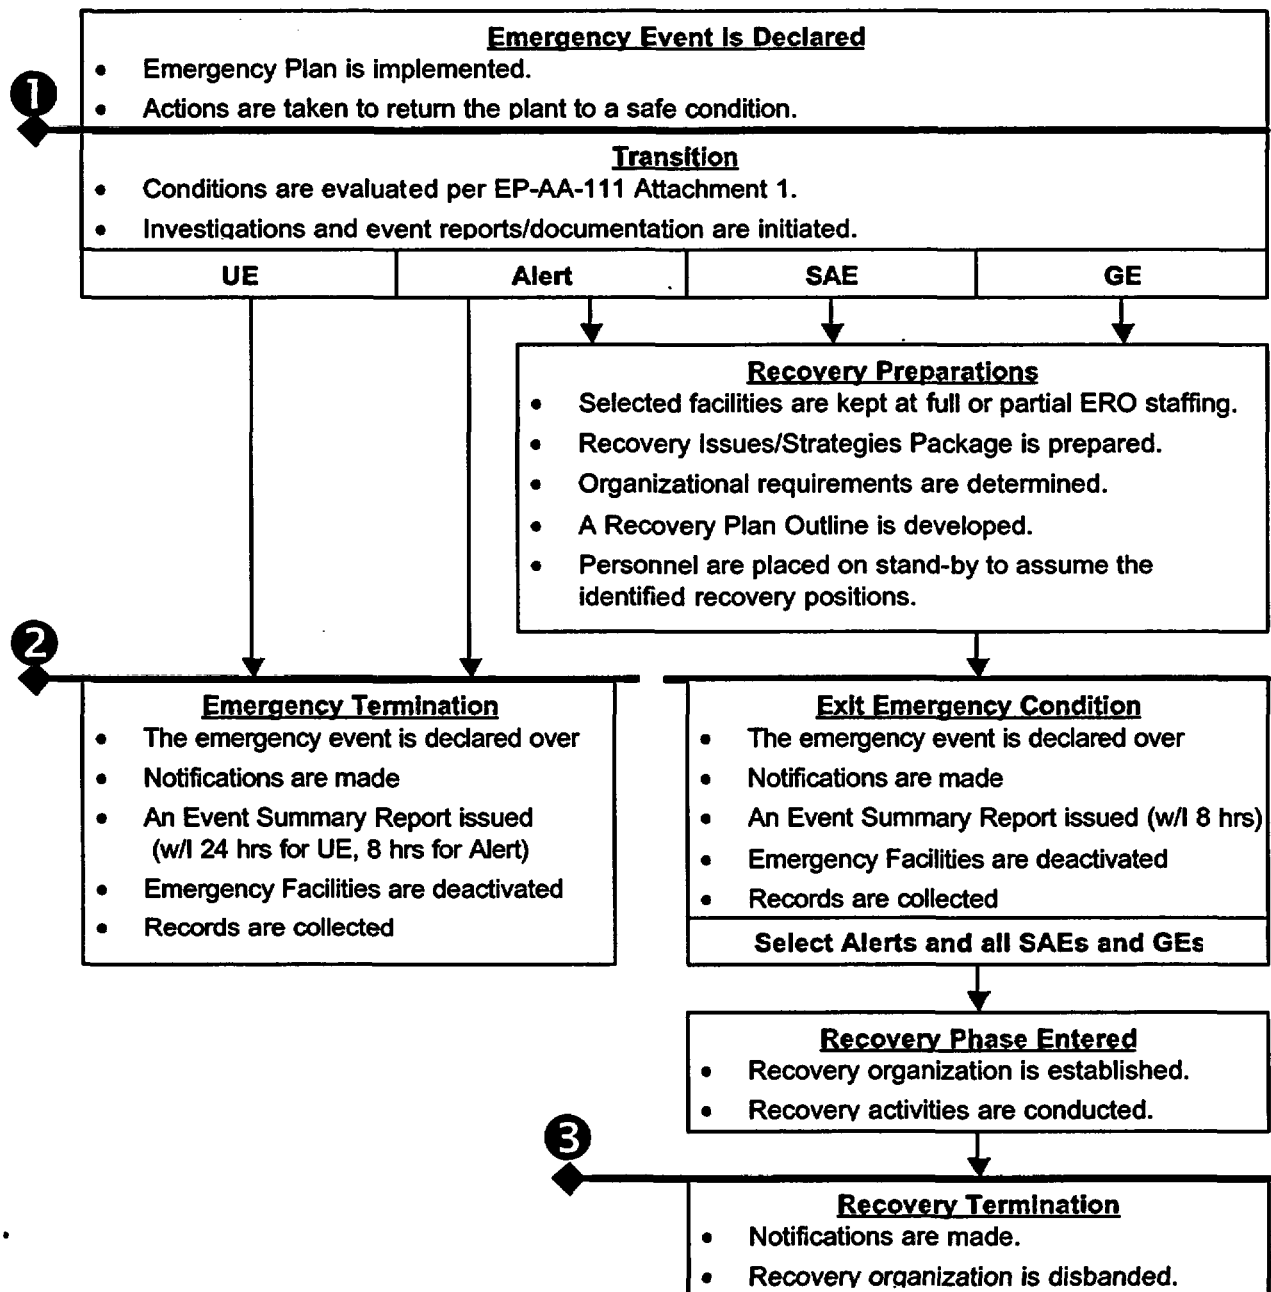 Emergency Event is Declared
• Emergency Plan is implemented.
1
• Actions are taken to return the plant to a safe condition.
Transition
• Conditions are evaluated per EP-AA-111 Attachment 1.
• Investigations and event reports/documentation are initiated.
UE Alert SAE GE
Recovery Preparations
• Selected facilities are kept at full or partial ERO staffing.
• Recovery Issues/Strategies Package is prepared.
• Organizational requirements are determined.
• A Recovery Plan Outline is developed.
• Personnel are placed on stand-by to assume the
identified recovery positions.
2
Emergency Termination
• The emergency event is declared over
• Notifications are made
• An Event Summary Report issued
(w/I 24 hrs for UE, 8 hrs for Alert)
• Emergency Facilities are deactivated
• Records are collected
Exit Emergency Condition
• The emergency event is declared over
• Notifications are made
• An Event Summary Report issued (w/I 8 hrs)
• Emergency Facilities are deactivated
• Records are collected
Select Alerts and all SAEs and GEs
Recovery Phase Entered
• Recovery organization is established.
• Recovery activities are conducted.
3
Recovery Termination
• Notifications are made.
• Recovery organization is disbanded.